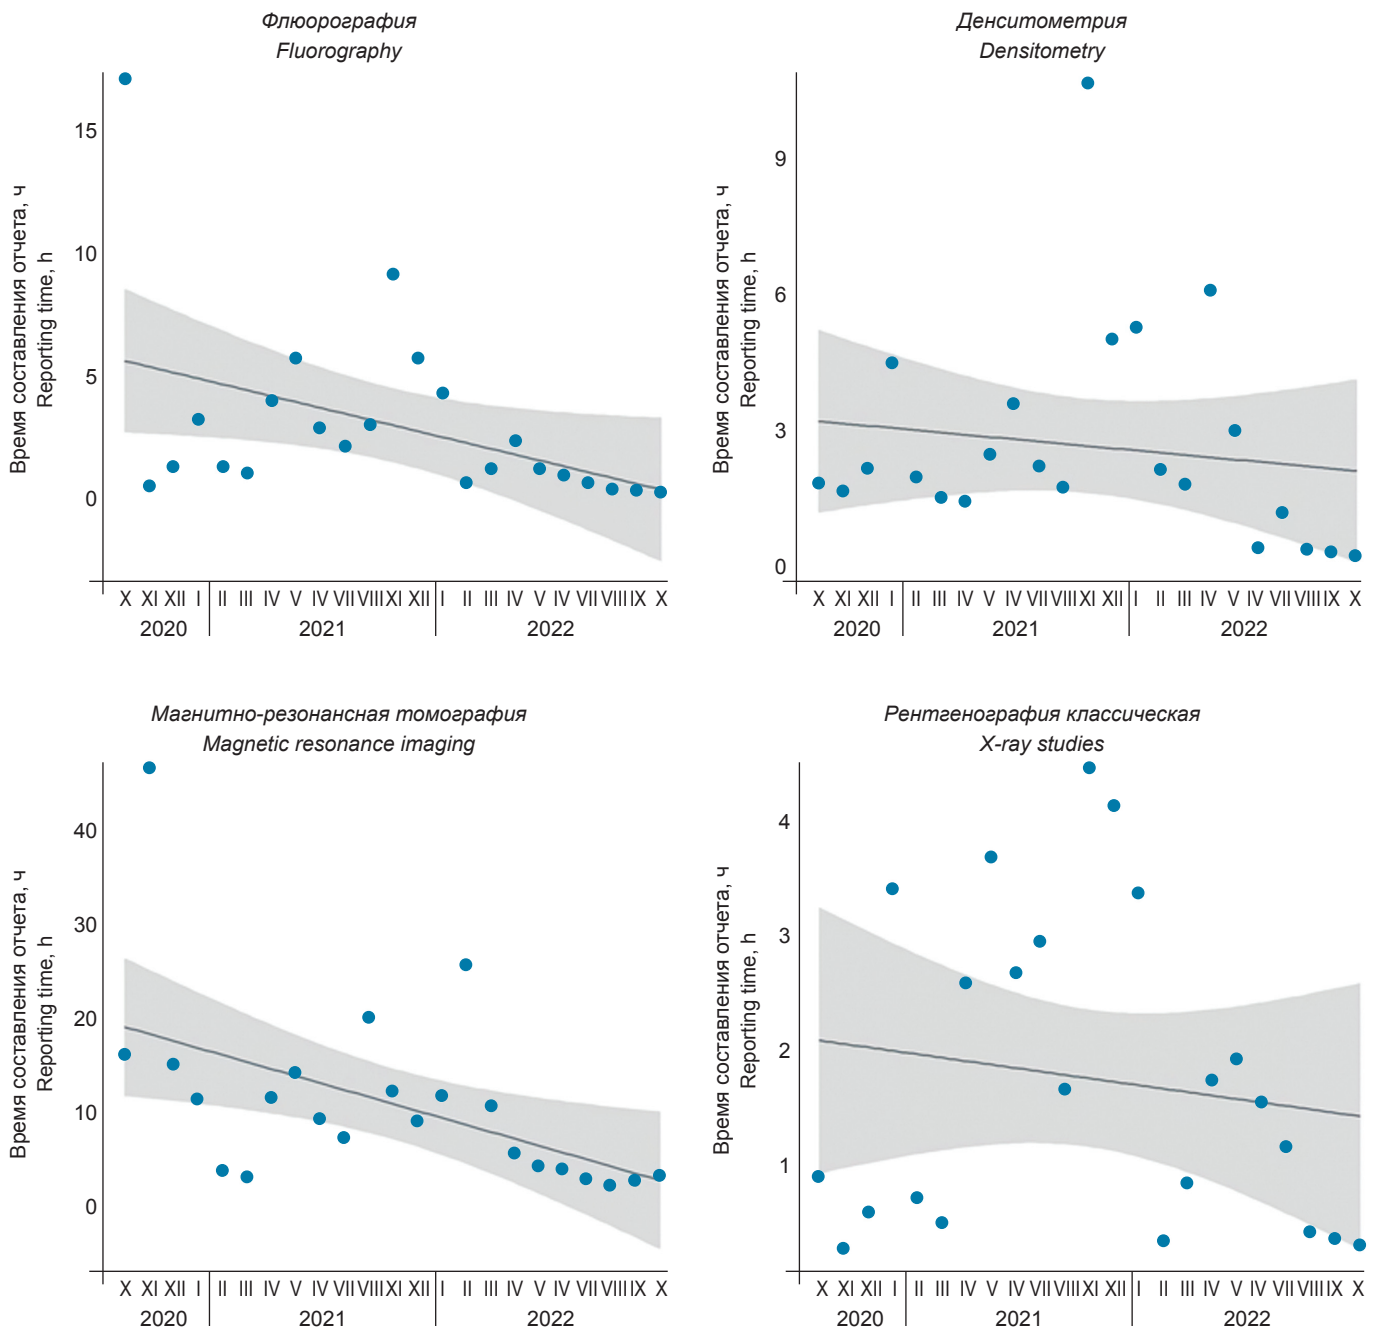 Флюорография
Fluorography
Время составления отчета, ч
Reporting time, h
15
10
5
0
X XI XII I II III IV V IV VII VIII XI XII I II III IV V IV VII VIII IX X
2020 2021 2022
Денситометрия
Densitometry
Время составления отчета, ч
Reporting time, h
9
6
3
0
X XI XII I II III IV V IV VII VIII XI XII I II III IV V IV VII VIII IX X
2020 2021 2022
Магнитно-резонансная томография
Magnetic resonance imaging
Время составления отчета, ч
Reporting time, h
40
30
20
10
0
X XI XII I II III IV V IV VII VIII XI XII I II III IV V IV VII VIII IX X
2020 2021 2022
Рентгенография классическая
X-ray studies
Время составления отчета, ч
Reporting time, h
4
3
2
1
X XI XII I II III IV V IV VII VIII XI XII I II III IV V IV VII VIII IX X
2020 2021 2022